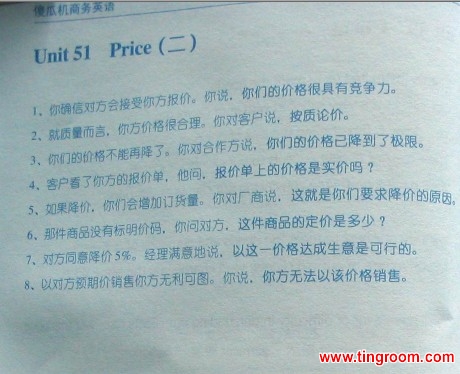 傻瓜机商务英语
Unit 51 Price（二）
1、你确信对方会接受你方报价。你说，你们的价格很具有竞争力。
2、就质量而言，你方价格很合理。你对客户说，按质论价。
3、你们的价格不能再降了。你对合作方说，你们的价格已降到了极限。
4、客户看了你方的报价单，他问，报价单上的价格是实价吗？
5、如果降价，你们会增加订货量。你对厂商说，这就是你们要求降价的原因。
6、那件商品没有标明价码，你问对方，这件商品的定价是多少？
7、对方同意降价5%。经理满意地说，以这一价格达成生意是可行的。
8、以对方预期价销售你方无利可图。你说，你方无法以该价格销售。
www.tingroom.com